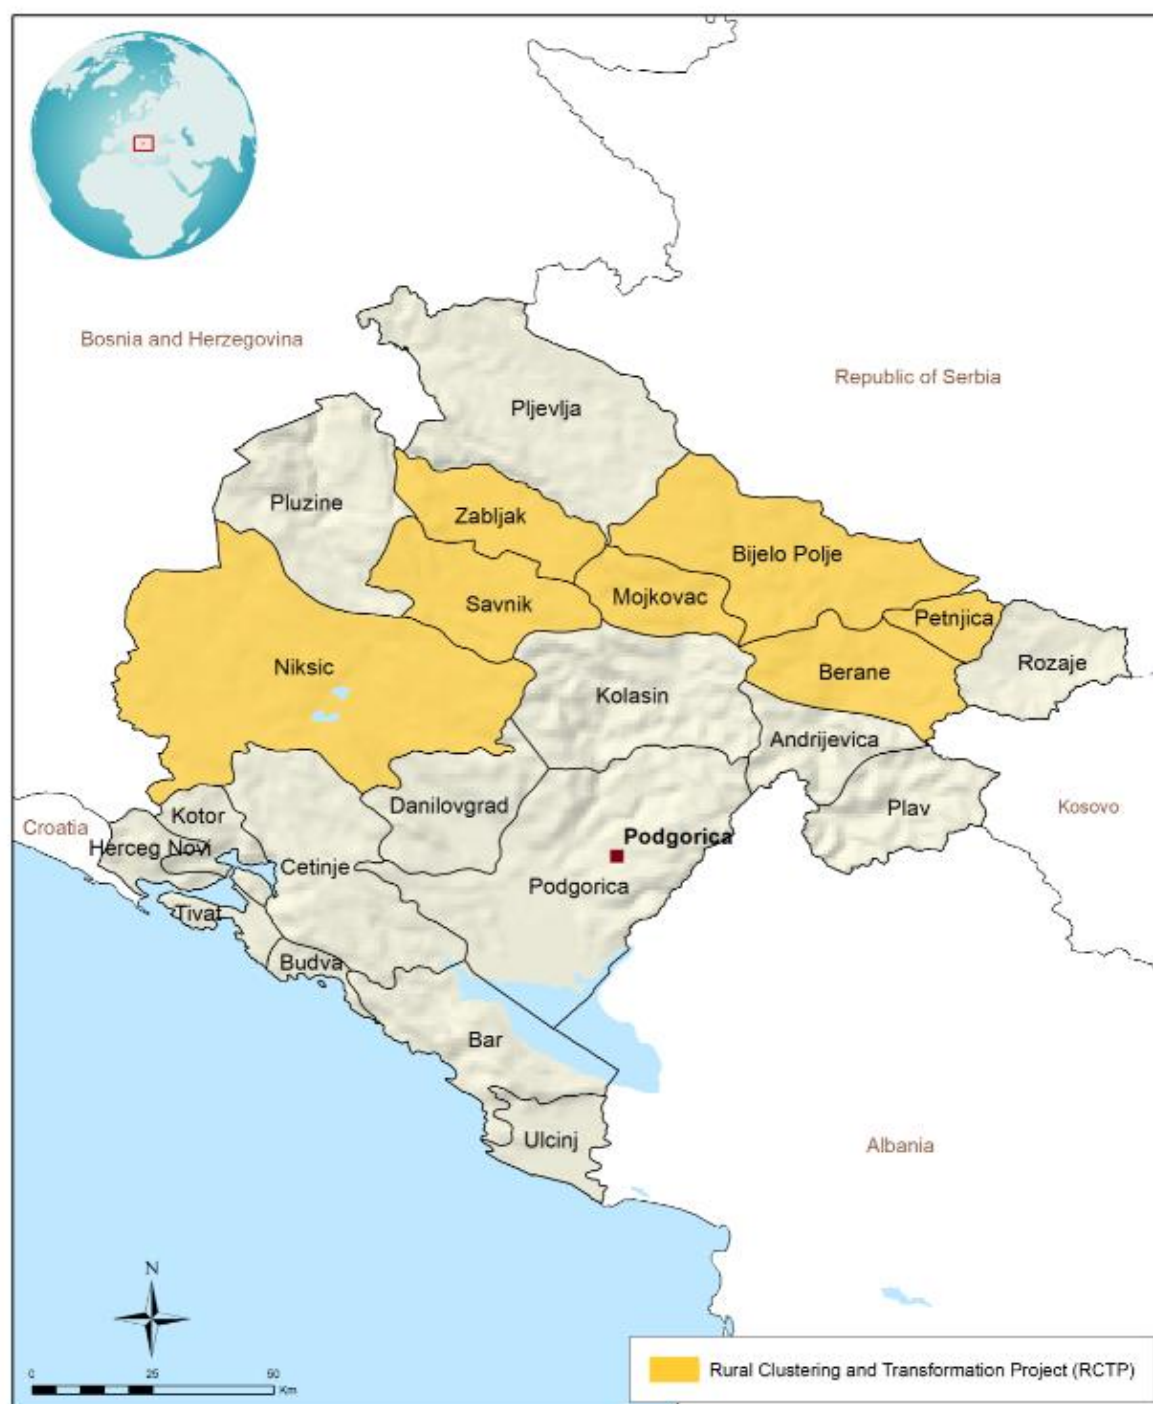 Bosnia and Herzegovina
Republic of Serbia
Pljevlja
Pluzine
Zabljak
Bijelo Polje
Savnik
Mojkovac
Petnjica
Niksic
Kolasin
Berane
Rozaje
Andrijevica
Danilovgrad
Plav
Kosovo
Kotor
Croatia
Podgorica
Herceg Novi
Cetinje
Podgorica
Tivat
Budva
Bar
Ulcinj
Albania
N
0 25 50
Km
Rural Clustering and Transformation Project (RCTP)